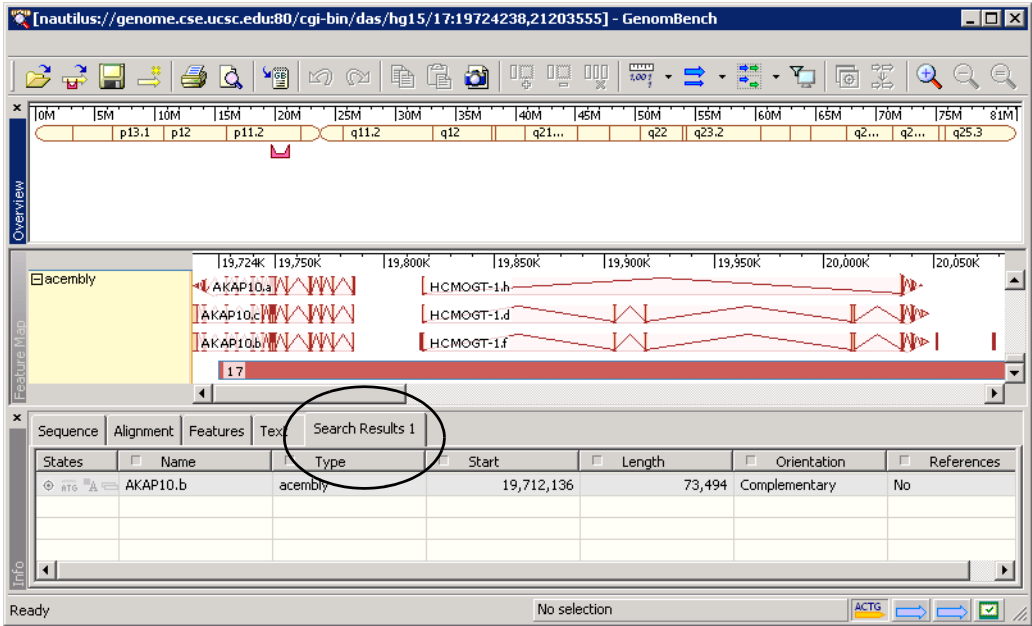 [nautilus://genome.cse.ucsc.edu:80/cgi-bin/das/hg15/17:19724238,21203555] - GenomBench
GB 1,001
0M 5M 10M 15M 20M 25M 30M 35M 40M 45M 50M 55M 60M 65M 70M 75M 81M
p13.1 p12 p11.2 q11.2 q12 q21... q22 q23.2 q2... q2... q25.3
Overview
19,724K 19,750K 19,800K 19,850K 19,900K 19,950K 20,000K 20,050K
acembly
AKAP10.a HCMOGT-1.h
AKAP10.c HCMOGT-1.d
AKAP10.b HCMOGT-1.f
17
Feature Map
Sequence Alignment Features Text Search Results 1
States Name Type Start Length Orientation References
ATG A AKAP10.b acembly 19,712,136 73,494 Complementary No
Info
Ready No selection ACTG